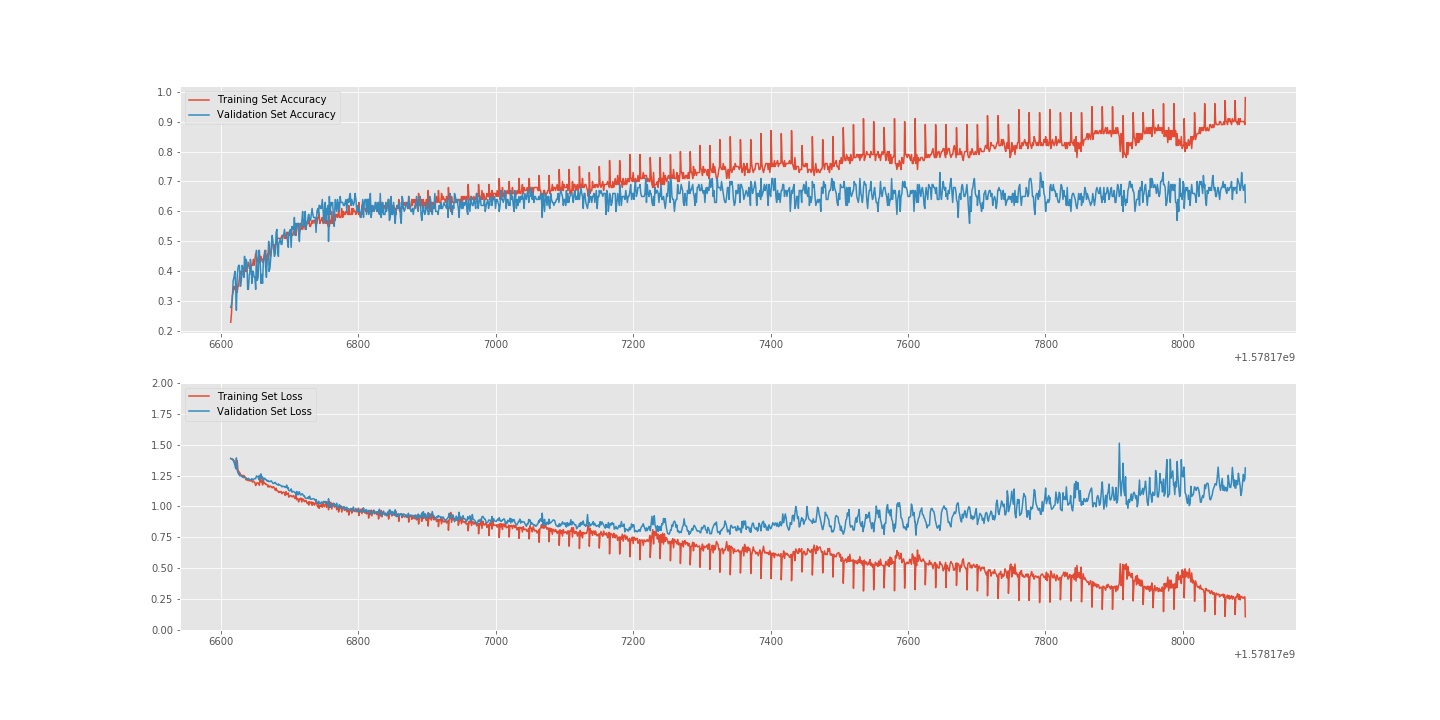 Training Set Accuracy
Validation Set Accuracy
1.0
0.9
0.8
0.7
0.6
0.5
0.4
0.3
0.2
6600 6800 7000 7200 7400 7600 7800 8000
+1.57817e9
Training Set Loss
Validation Set Loss
2.00
1.75
1.50
1.25
1.00
0.75
0.50
0.25
0.00
6600 6800 7000 7200 7400 7600 7800 8000
+1.57817e9